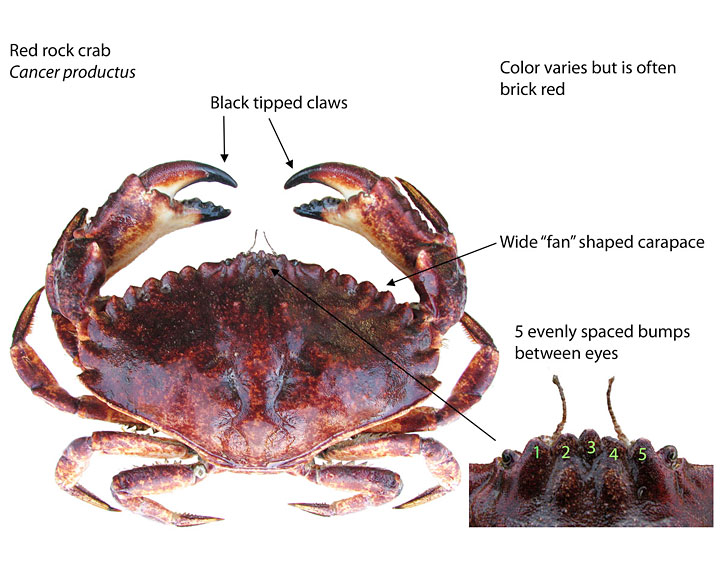 Red rock crab
Cancer productus
Color varies but is often
brick red
Black tipped claws
Wide “fan” shaped carapace
5 evenly spaced bumps
between eyes
1 2 3 4 5